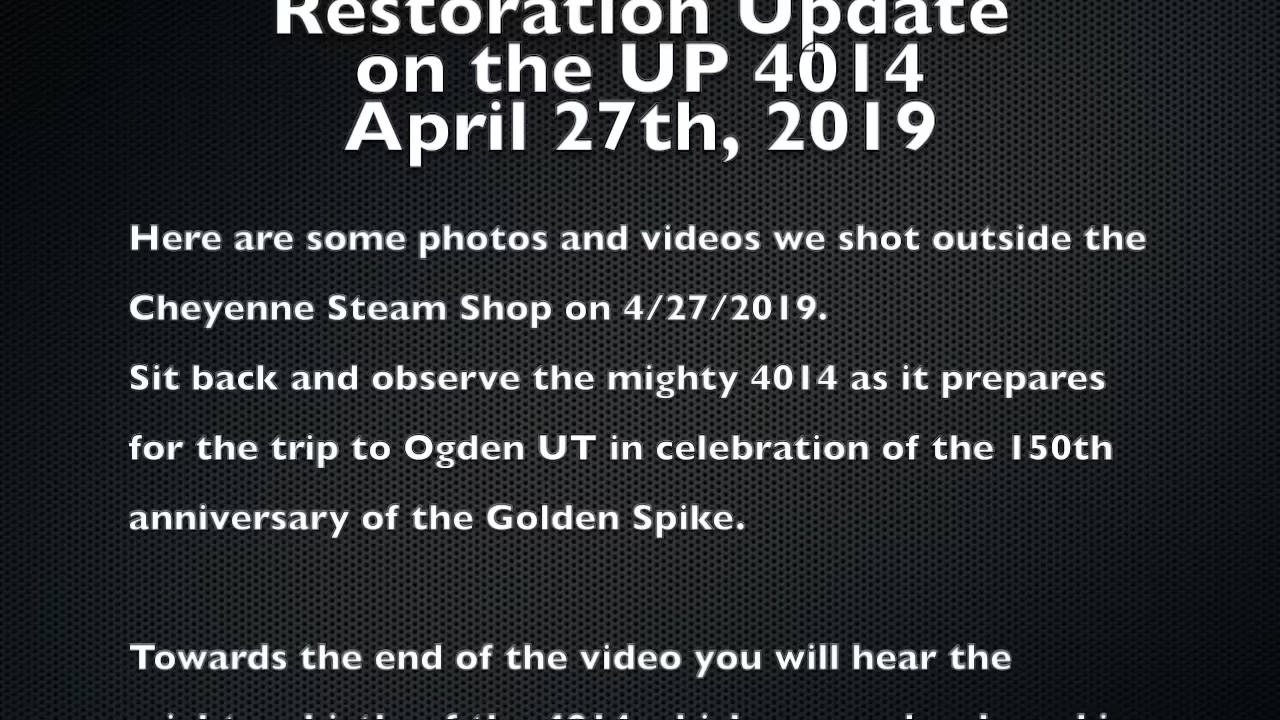 Restoration Update
on the UP 4014
April 27th, 2019
Here are some photos and videos we shot outside the
Cheyenne Steam Shop on 4/27/2019.
Sit back and observe the mighty 4014 as it prepares
for the trip to Ogden UT in celebration of the 150th
anniversary of the Golden Spike.
Towards the end of the video you will hear the